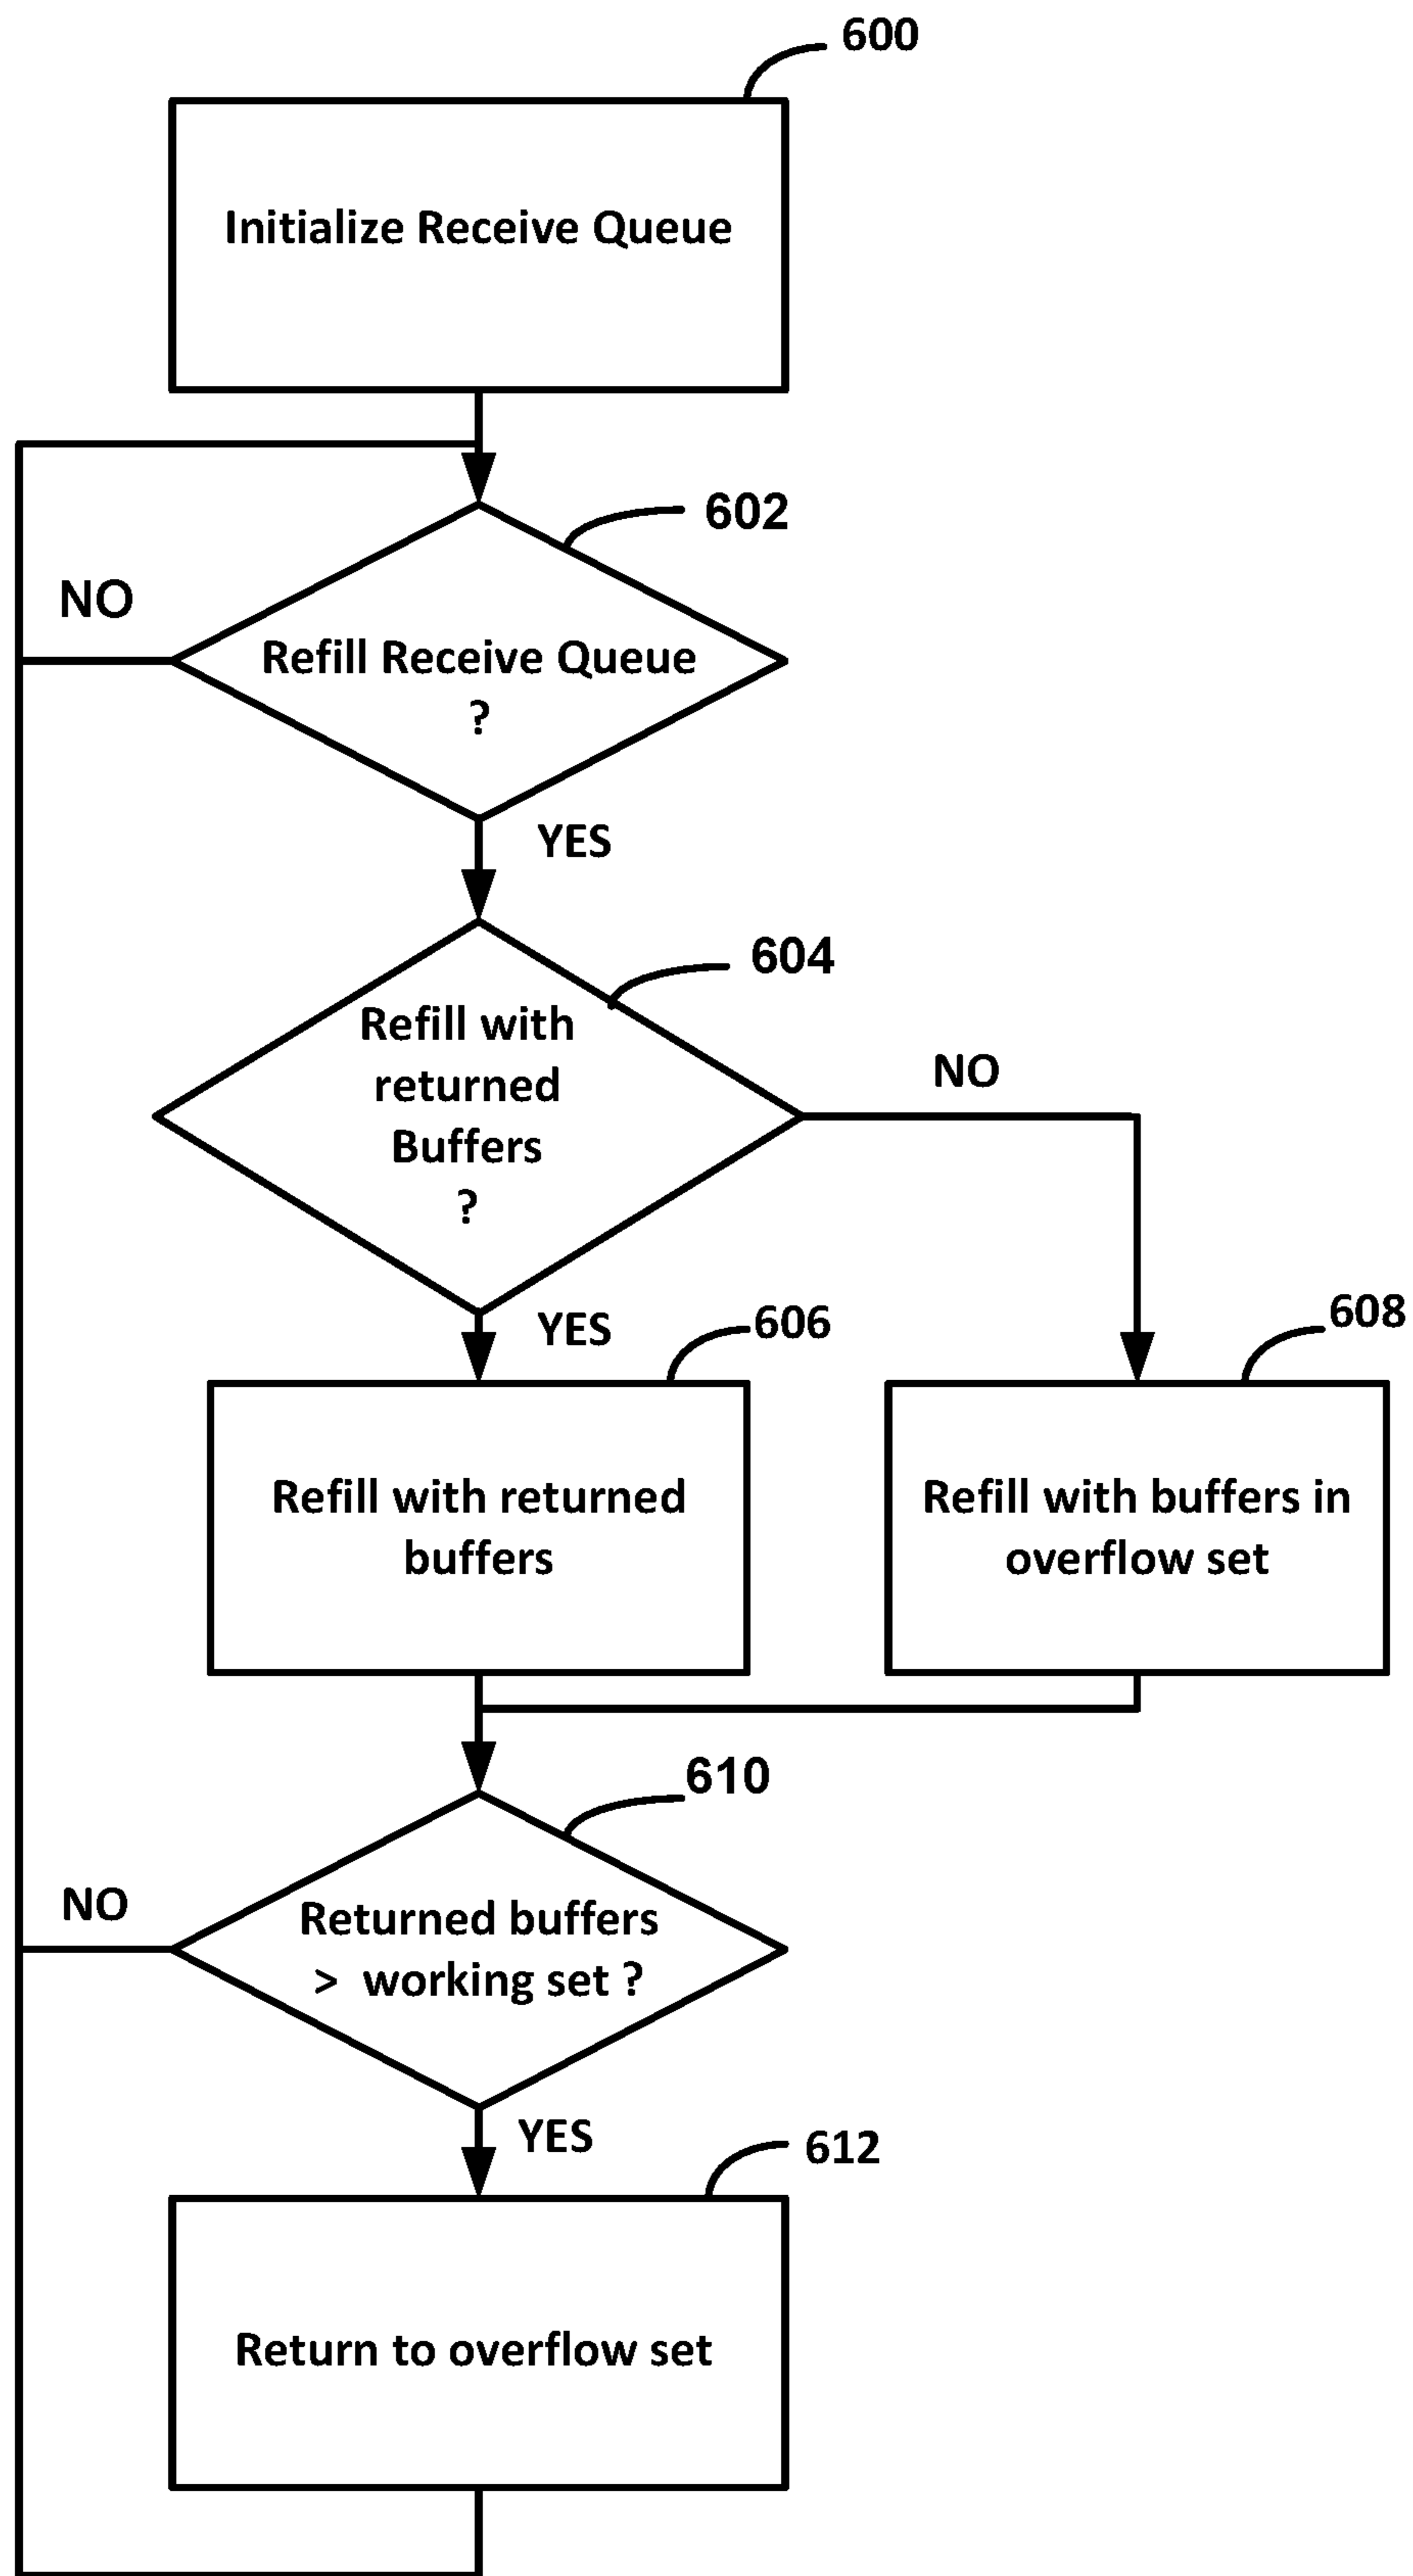 600
Initialize Receive Queue
602
NO
Refill Receive Queue
?
YES
604
Refill with
returned
Buffers
?
NO
YES
606
608
Refill with returned
buffers
Refill with buffers in
overflow set
610
NO
Returned buffers
> working set ?
YES
612
Return to overflow set